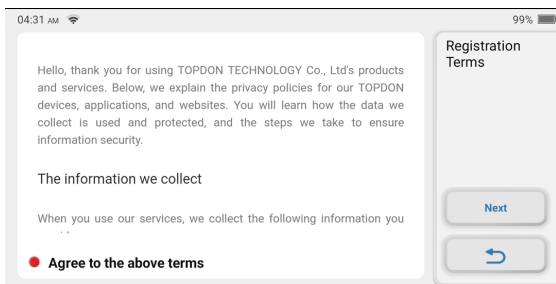 04:31 AM
99%
Registration
Terms
Hello, thank you for using TOPDON TECHNOLOGY Co., Ltd's products
and services. Below, we explain the privacy policies for our TOPDON
devices, applications, and websites. You will learn how the data we
collect is used and protected, and the steps we take to ensure
information security.
The information we collect
When you use our services, we collect the following information you
Agree to the above terms
Next